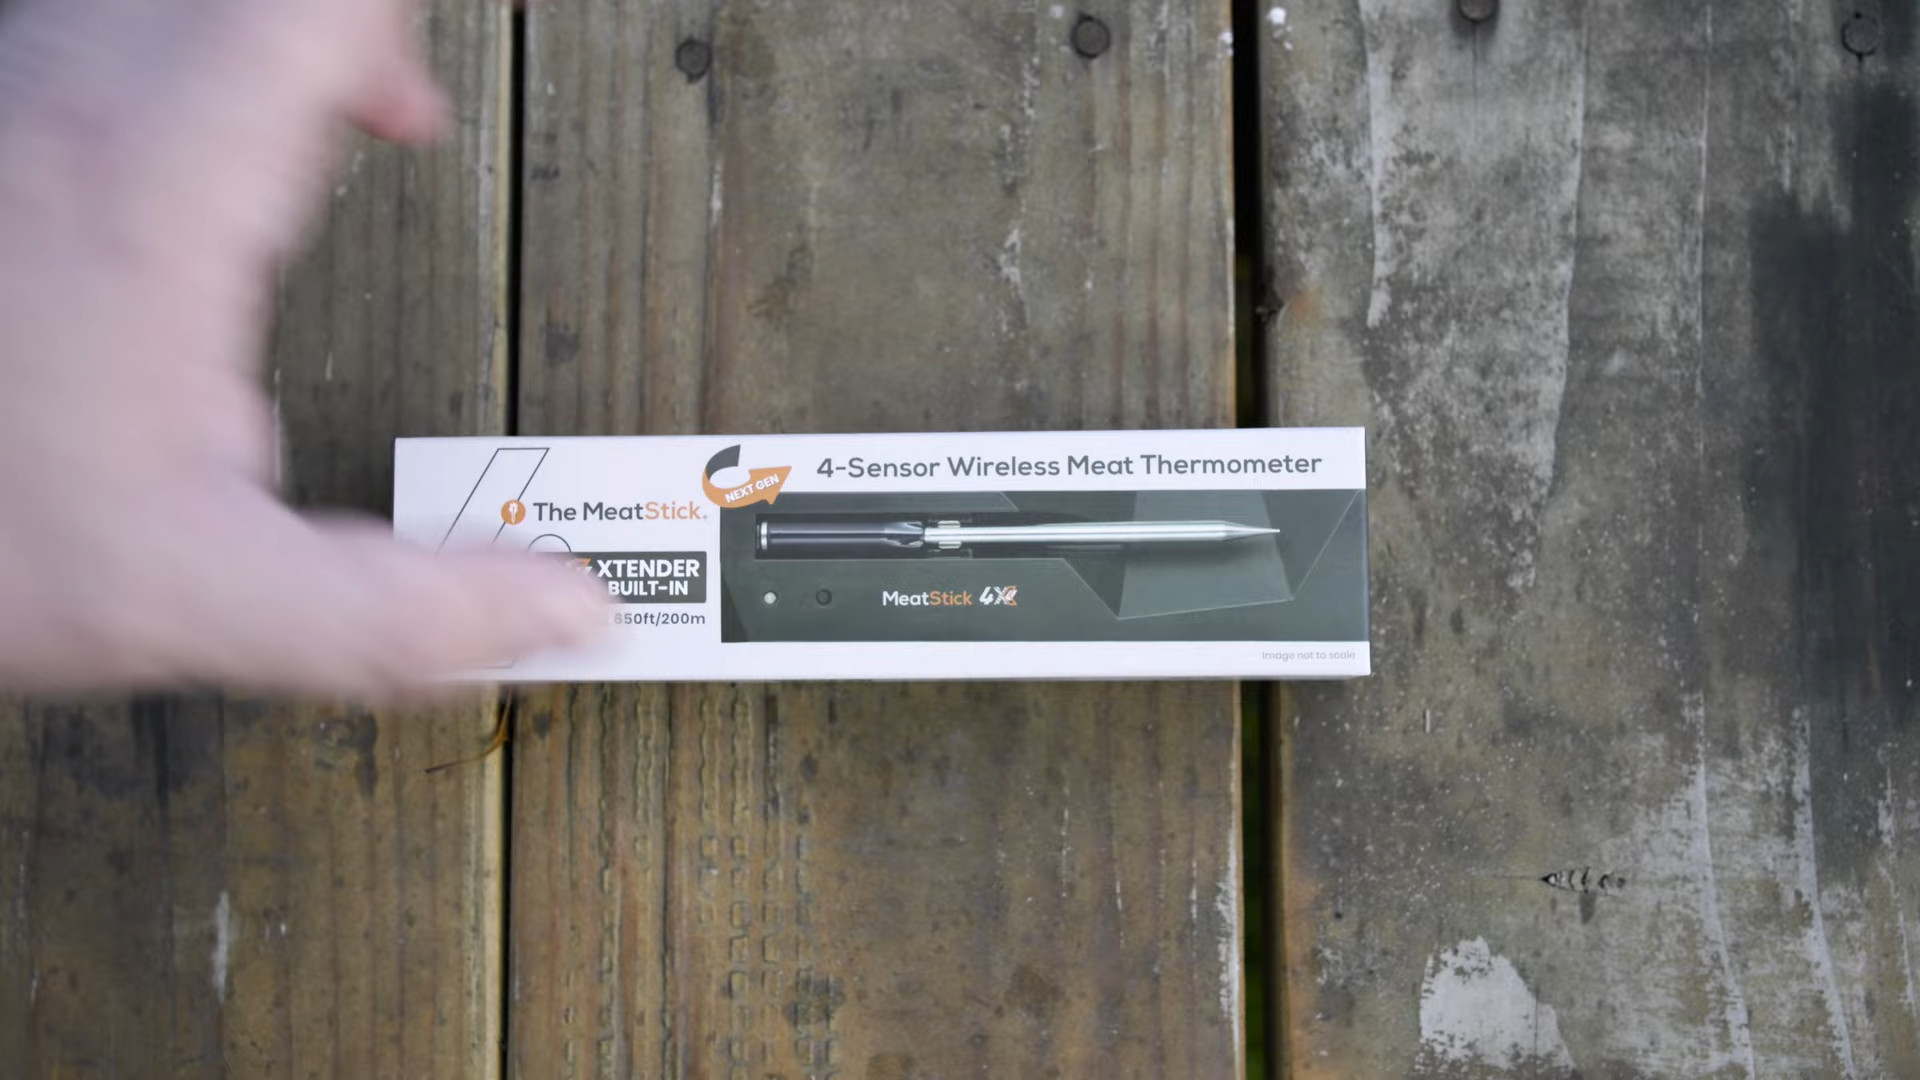 4-Sensor Wireless Meat Thermometer
NEXT GEN
The MeatStick.
XTENDER
BUILT-IN
650ft/200m
MeatStick 4X
Image not to scale